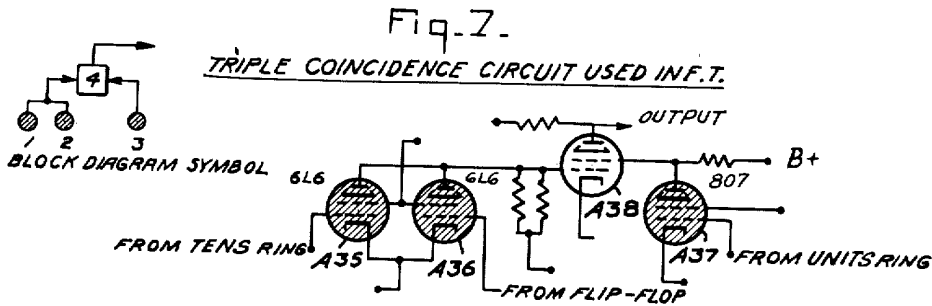 Fig. 7.
TRIPLE COINCIDENCE CIRCUIT USED IN F.T.
4
1 2 3
BLOCK DIAGRAM SYMBOL
OUTPUT
B+
807
6L6 6L6
A38
A35 A36 A37
FROM TENS RING
FROM UNITS RING
FROM FLIP-FLOP